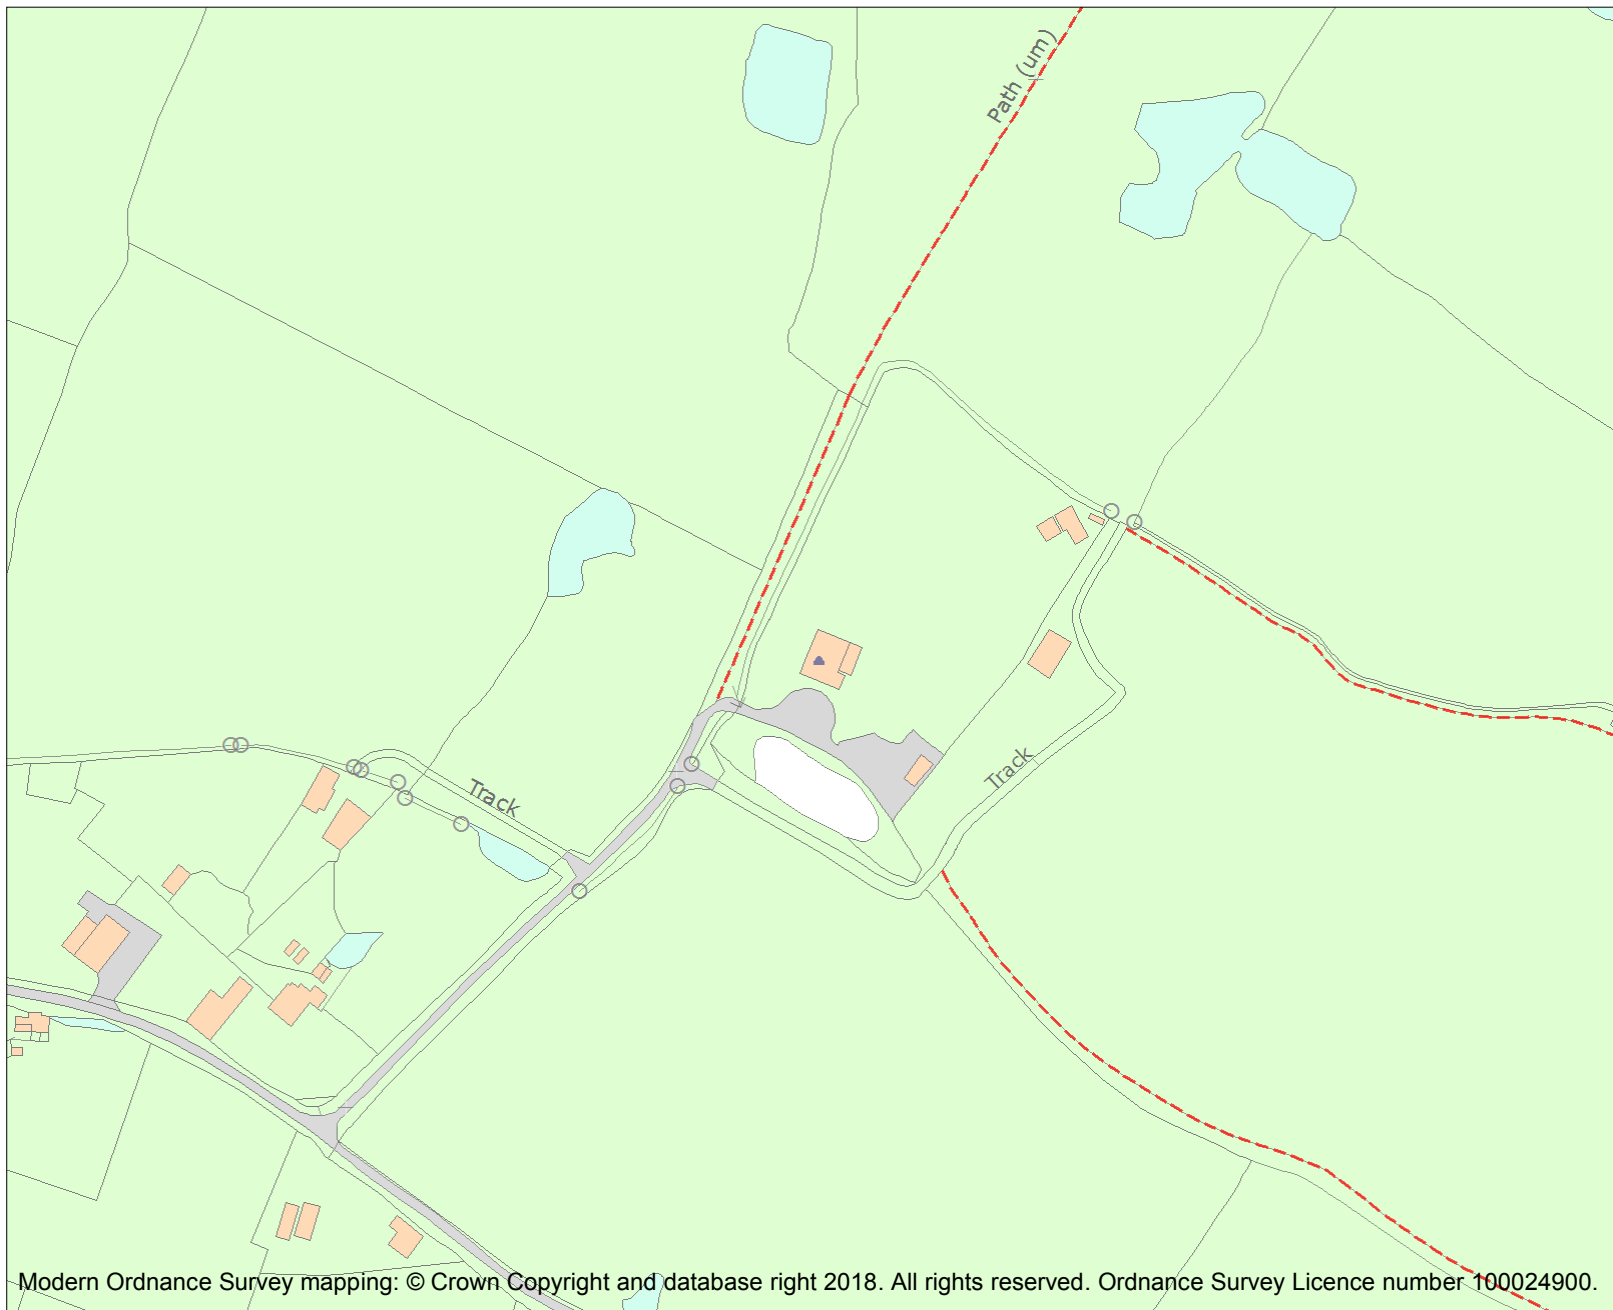 Path (um)
Track
Track
Modern Ordnance Survey mapping: © Crown Copyright and database right 2018. All rights reserved. Ordnance Survey Licence number 100024900.